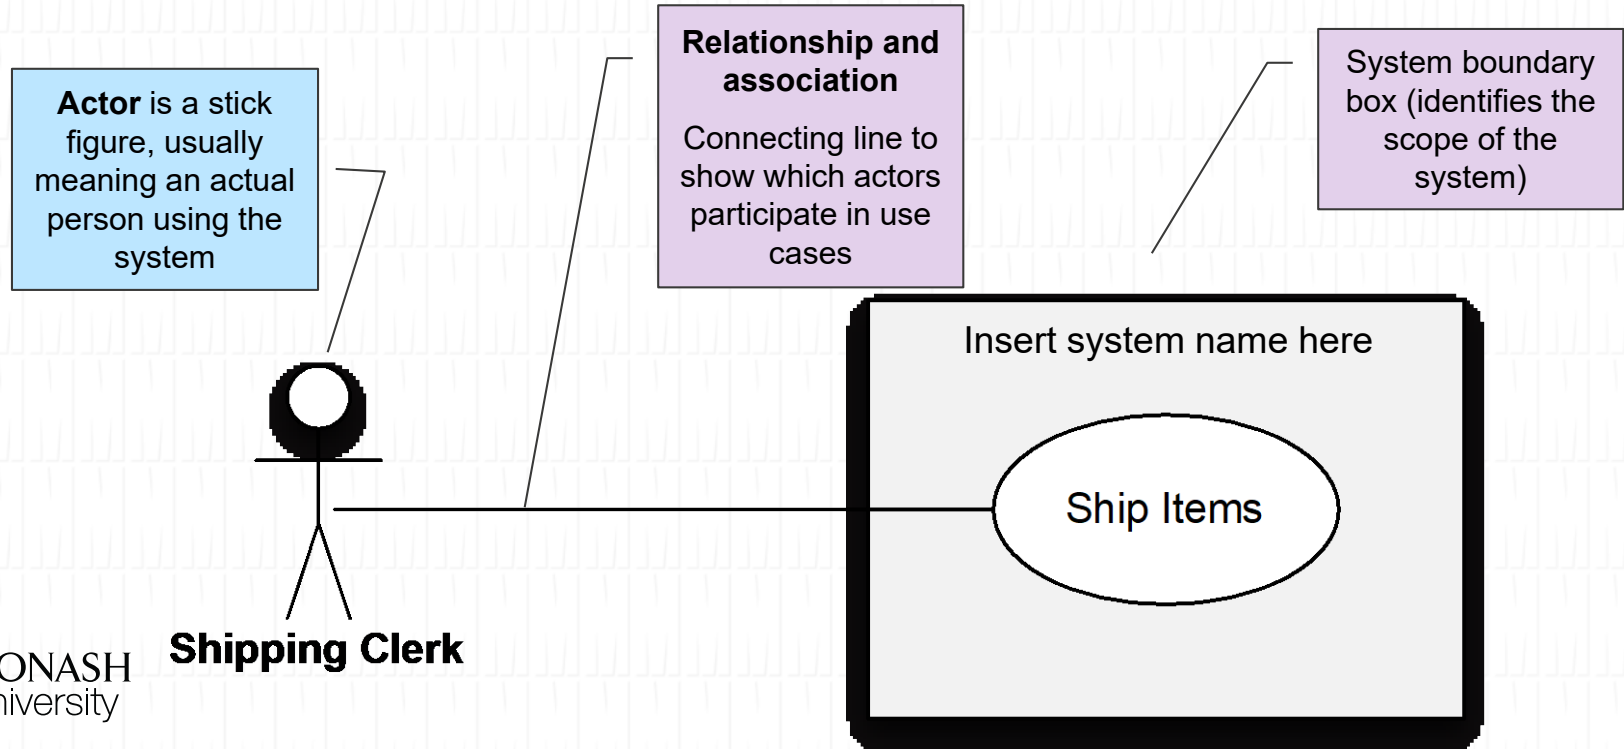 Actor is a stick
figure, usually
meaning an actual
person using the
system
Relationship and
association
Connecting line to
show which actors
participate in use
cases
System boundary
box (identifies the
scope of the
system)
Insert system name here
Ship Items
Shipping Clerk
ONASH
niversity